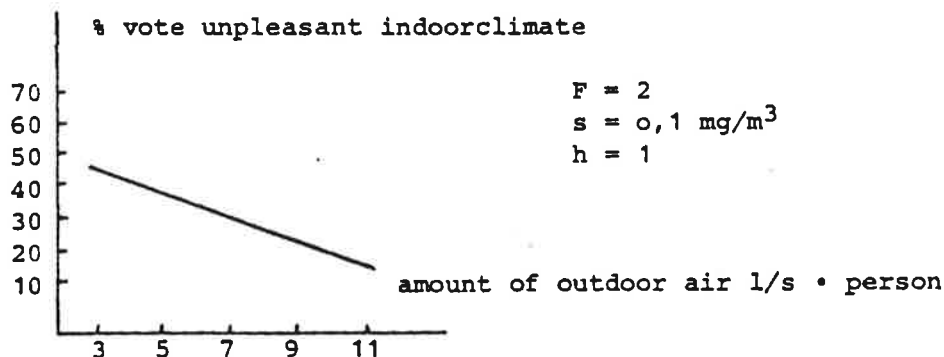 % vote unpleasant indoorclimate
F = 2
s = o,1 mg/m³
h = 1
70
60
50
40
30
20
10
amount of outdoor air l/s • person
3 5 7 9 11